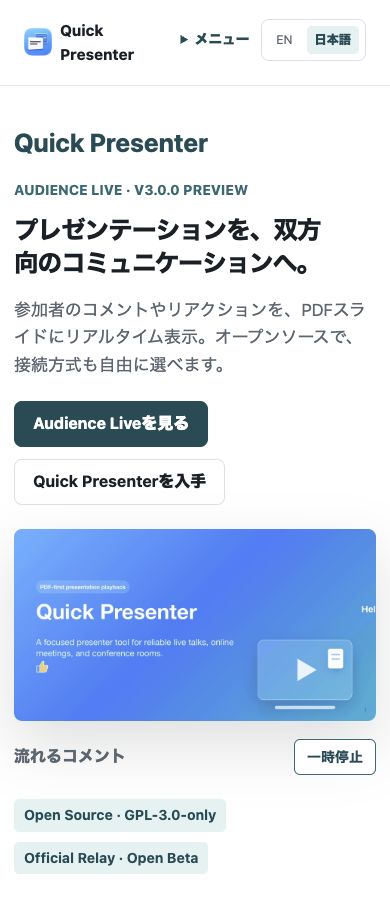 Quick
Presenter
▶ メニュー
EN
日本語
Quick Presenter
AUDIENCE LIVE · V3.0.0 PREVIEW
プレゼンテーションを、双方
向のコミュニケーションへ。
参加者のコメントやリアクションを、PDFスラ
イドにリアルタイム表示。オープンソースで、
接続方式も自由に選べます。
Audience Liveを見る
Quick Presenterを入手
PDF-first presentation playback
Quick Presenter
Hel
A focused presenter tool for reliable live talks, online
meetings, and conference rooms.
流れるコメント
一時停止
Open Source · GPL-3.0-only
Official Relay · Open Beta